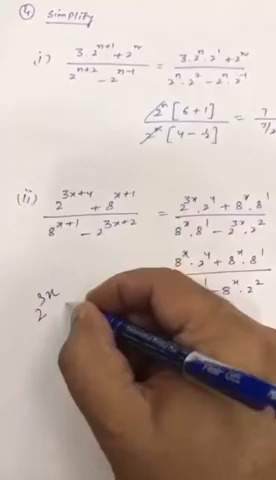 ④ Simplify
(i) (3·2^(n+1) + 2^n) / (2^(n+2) − 2^(n−1)) = (3·2^n·2^1 + 2^n) / (2^n·2^2 − 2^n·2^-1)
2^n [6+1] / 2^n [4 − ½] = 7 / 7/2
(ii) (2^(3x+4) + 8^(x+1)) / (8^(x+1) − 2^(3x+2)) = (2^3x·2^4 + 8^x·8^1) / (8^x·8^1 − 2^3x·2^2)
(8^x·2^4 + 8^x·8^1) / (1 − 8^x·2^2)
2^3x